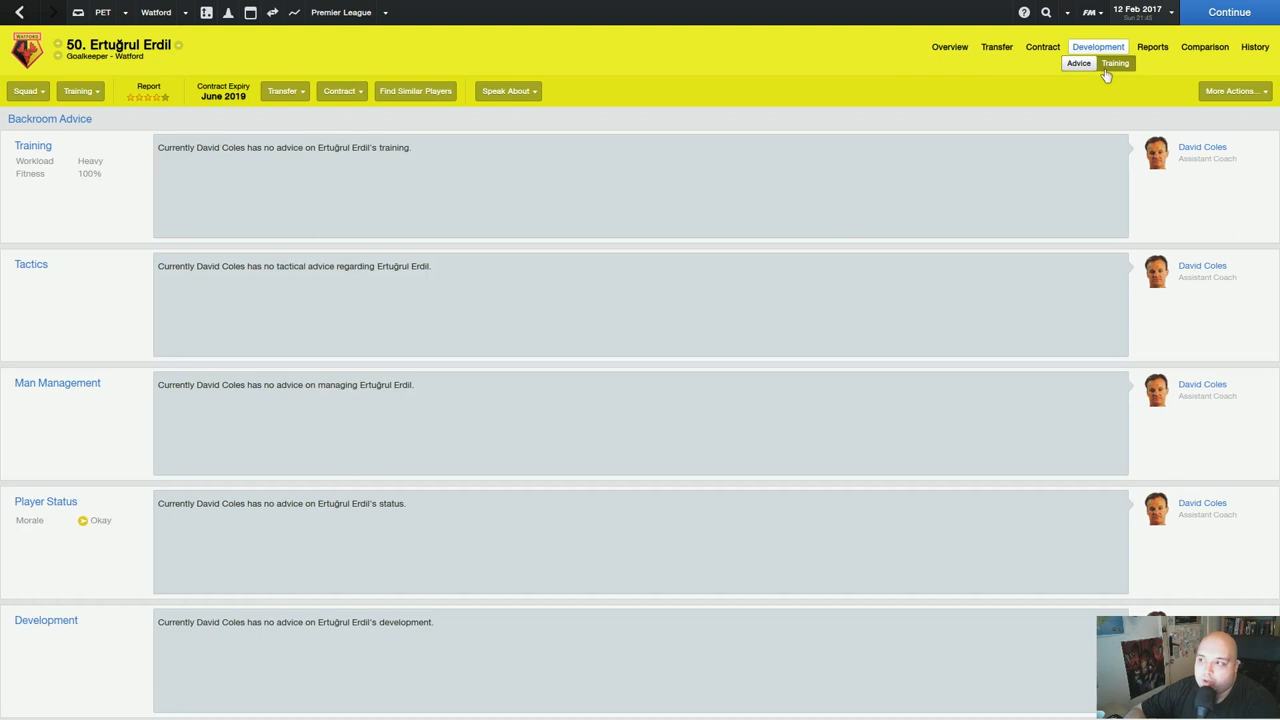 PET
Watford
Premier League
FM
12 Feb 2017
Sun 21:45
Continue
WATFORD
50. Ertuğrul Erdil
Goalkeeper - Watford
Overview
Transfer
Contract
Development
Reports
Comparison
History
Advice
Training
Squad
Training
Report
Contract Expiry
June 2019
Transfer
Contract
Find Similar Players
Speak About
More Actions...
Backroom Advice
Training
Workload Heavy
Fitness 100%
Currently David Coles has no advice on Ertuğrul Erdil's training.
David Coles
Assistant Coach
Tactics
Currently David Coles has no tactical advice regarding Ertuğrul Erdil.
David Coles
Assistant Coach
Man Management
Currently David Coles has no advice on managing Ertuğrul Erdil.
David Coles
Assistant Coach
Player Status
Morale Okay
Currently David Coles has no advice on Ertuğrul Erdil's status.
David Coles
Assistant Coach
Development
Currently David Coles has no advice on Ertuğrul Erdil's development.